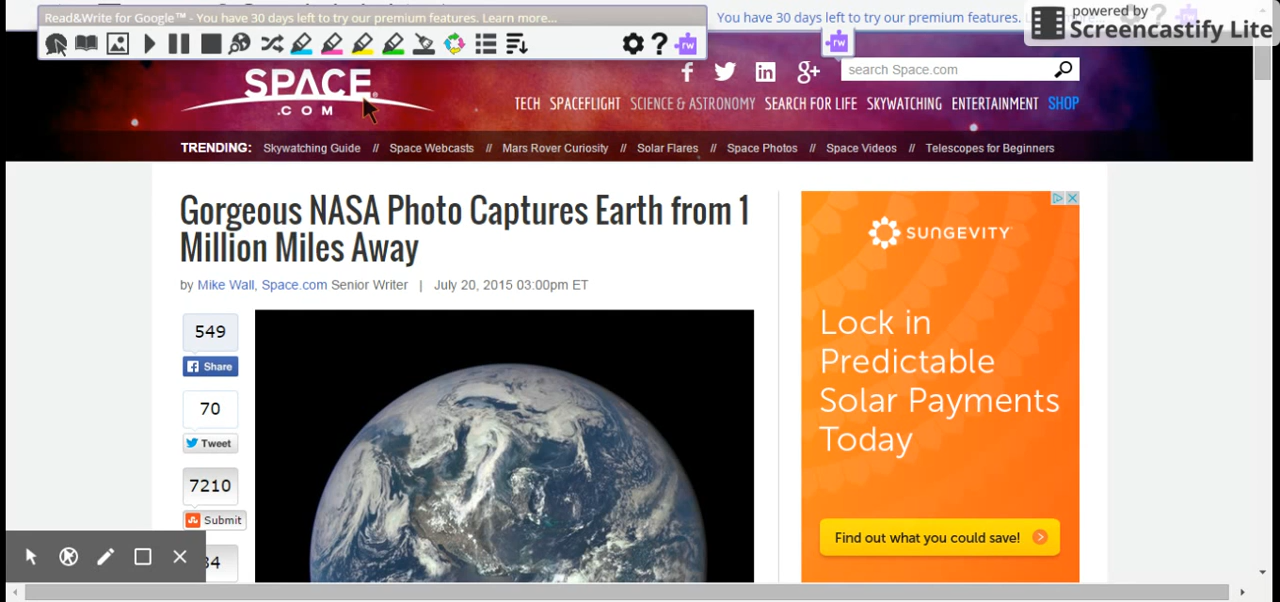 Read&Write for Google™ - You have 30 days left to try our premium features. Learn more...
You have 30 days left to try our premium features.
powered by
Screencastify Lite
rw
rw
SPACE
.COM
f
in
g+
search Space.com
TECH SPACEFLIGHT SCIENCE & ASTRONOMY SEARCH FOR LIFE SKYWATCHING ENTERTAINMENT SHOP
TRENDING: Skywatching Guide // Space Webcasts // Mars Rover Curiosity // Solar Flares // Space Photos // Space Videos // Telescopes for Beginners
Gorgeous NASA Photo Captures Earth from 1
Million Miles Away
by Mike Wall, Space.com Senior Writer | July 20, 2015 03:00pm ET
549
Share
70
Tweet
7210
Submit
34
SUNGEVITY
Lock in
Predictable
Solar Payments
Today
Find out what you could save!